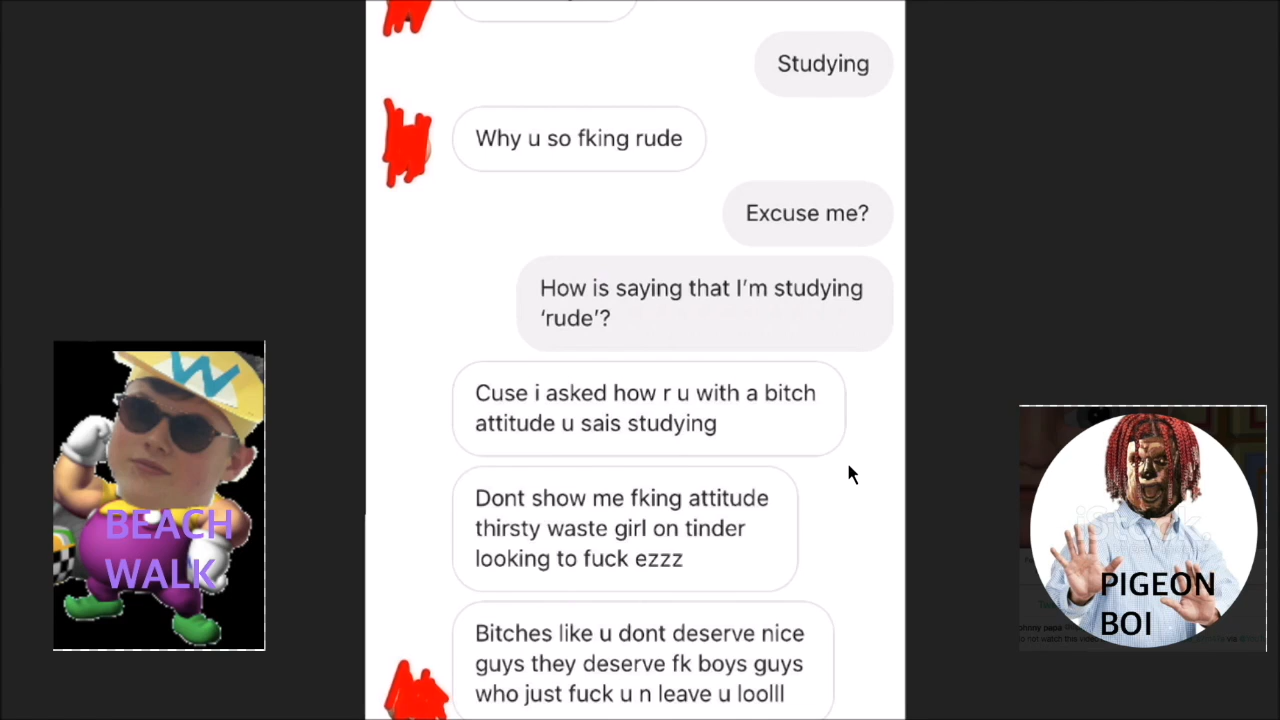 Studying
Why u so fking rude
Excuse me?
How is saying that I'm studying
'rude'?
Cuse i asked how r u with a bitch
attitude u sais studying
Dont show me fking attitude
thirsty waste girl on tinder
looking to fuck ezzz
Bitches like u dont deserve nice
guys they deserve fk boys guys
who just fuck u n leave u loolll
W
BEACH
WALK
iStock
PIGEON
BOI